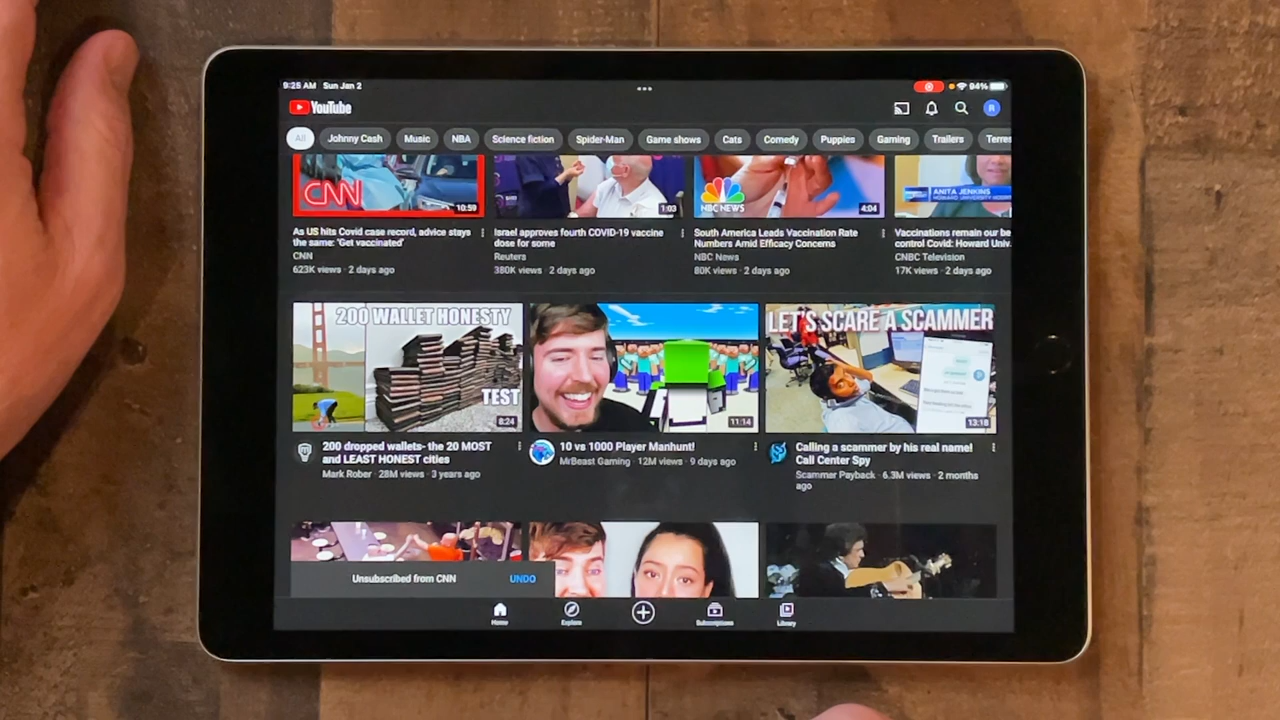 9:25 AM Sun Jan 2
94%
YouTube
R
All Johnny Cash Music NBA Science fiction Spider-Man Game shows Cats Comedy Puppies Gaming Trailers Terres
CNN
10:59
1:03
NBC NEWS
4:04
ANITA JENKINS
As US hits Covid case record, advice stays
the same: 'Get vaccinated'
CNN
623K views · 2 days ago
Israel approves fourth COVID-19 vaccine
dose for some
Reuters
380K views · 2 days ago
South America Leads Vaccination Rate
Numbers Amid Efficacy Concerns
NBC News
80K views · 2 days ago
Vaccinations remain our be
control Covid: Howard Univ.
CNBC Television
17K views · 2 days ago
200 WALLET HONESTY
TEST
8:24
11:14
LET'S SCARE A SCAMMER
13:18
200 dropped wallets- the 20 MOST
and LEAST HONEST cities
Mark Rober · 28M views · 3 years ago
10 vs 1000 Player Manhunt!
MrBeast Gaming · 12M views · 9 days ago
Calling a scammer by his real name!
Call Center Spy
Scammer Payback · 6.3M views · 2 months
ago
Unsubscribed from CNN UNDO
Home Explore Subscriptions Library